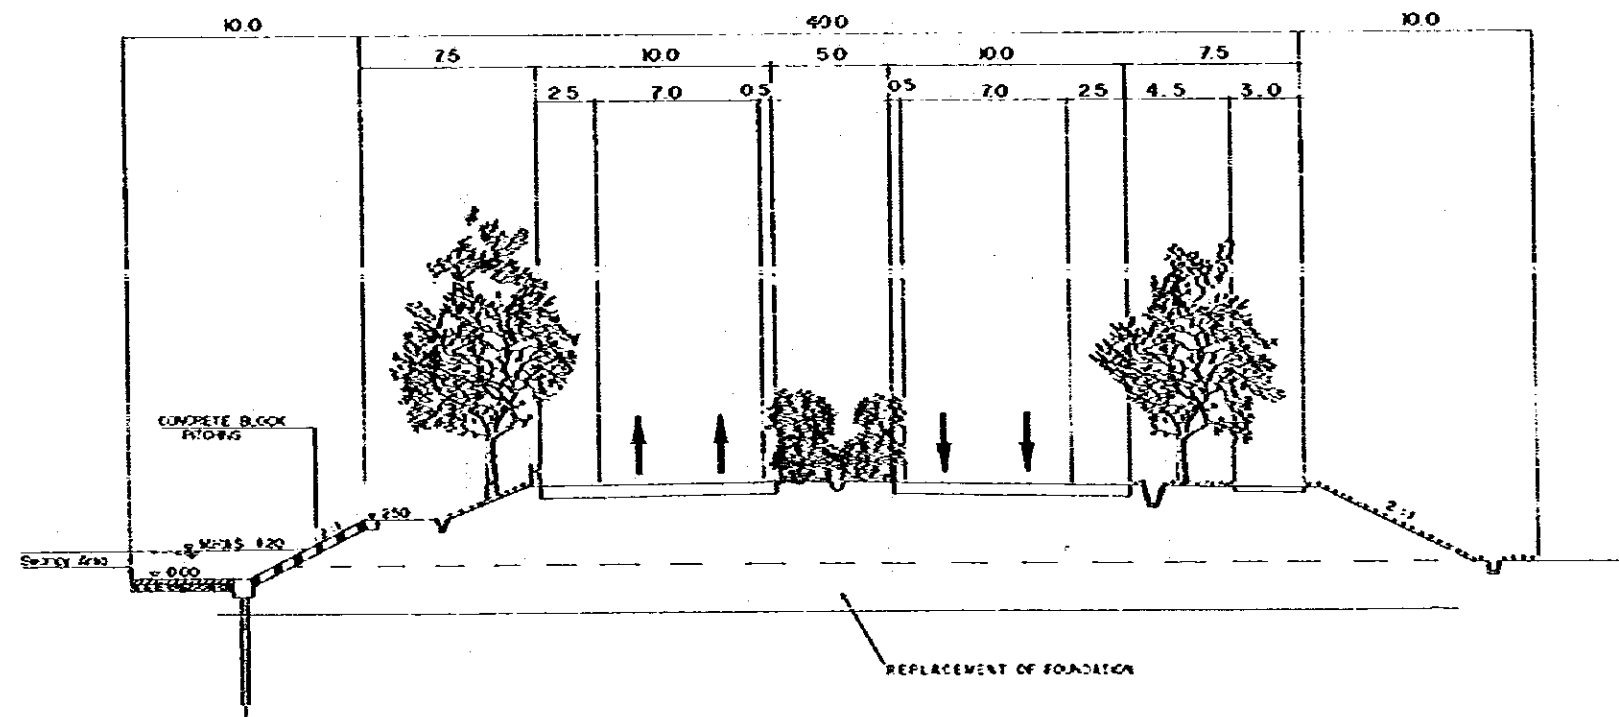 10.0 40.0 10.0
7.5 10.0 5.0 10.0 7.5
2.5 7.0 0.5 0.5 7.0 2.5 4.5 3.0
CONCRETE BLOCK
PITCHING
2.50
2:1
Swampy Area
0.00
REPLACEMENT OF FOUNDATION